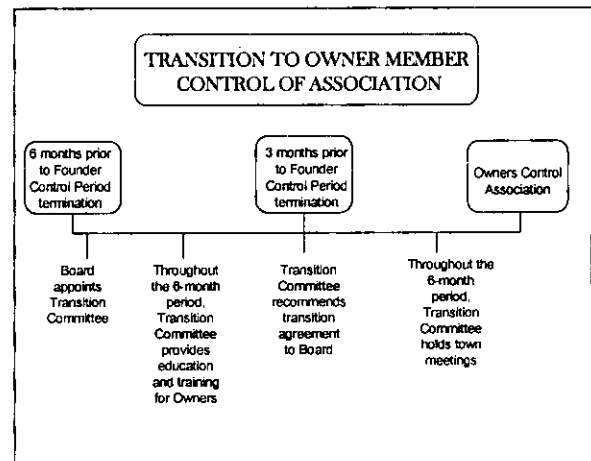 TRANSITION TO OWNER MEMBER
CONTROL OF ASSOCIATION
6 months prior
to Founder
Control Period
termination
3 months prior
to Founder
Control Period
termination
Owners Control
Association
Board
appoints
Transition
Committee
Throughout
the 6-month
period,
Transition
Committee
provides
education
and training
for Owners
Transition
Committee
recommends
transition
agreement
to Board
Throughout the
6-month
period,
Transition
Committee
holds town
meetings